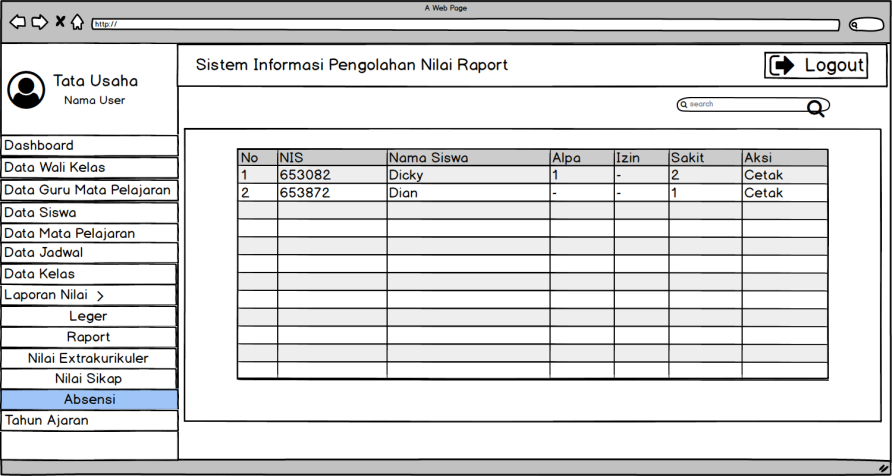 A Web Page
http://
Tata Usaha
Nama User
Sistem Informasi Pengolahan Nilai Raport
Logout
search
Dashboard
Data Wali Kelas
Data Guru Mata Pelajaran
Data Siswa
Data Mata Pelajaran
Data Jadwal
Data Kelas
Laporan Nilai >
Leger
Raport
Nilai Extrakurikuler
Nilai Sikap
Absensi
Tahun Ajaran
No NIS Nama Siswa Alpa Izin Sakit Aksi
1 653082 Dicky 1 - 2 Cetak
2 653872 Dian - - 1 Cetak